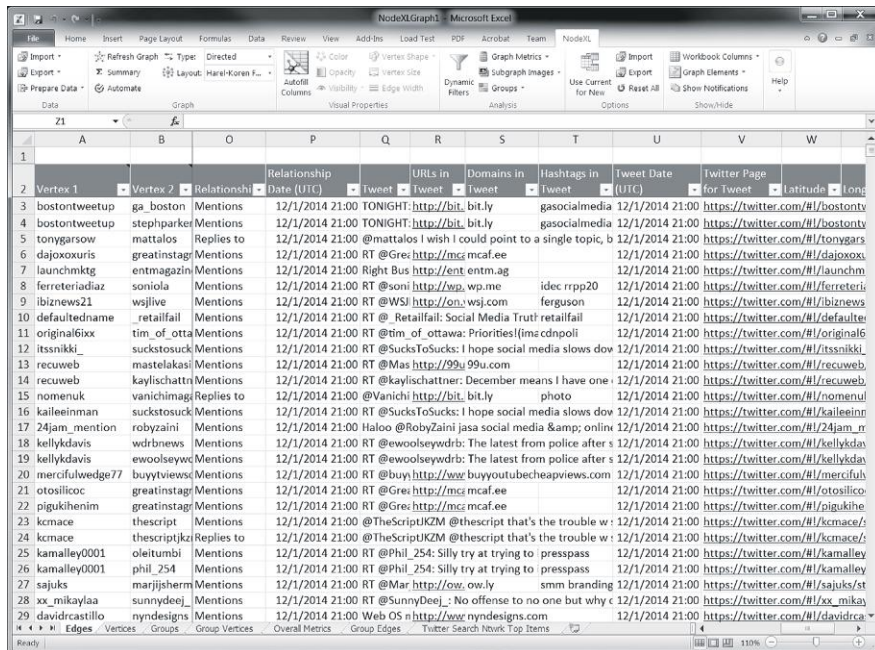 NodeXLGraph1 - Microsoft Excel
File Home Insert Page Layout Formulas Data Review View Add-Ins Load Test PDF Acrobat Team NodeXL
Import Refresh Graph Type: Directed Color Vertex Shape Graph Metrics Import Workbook Columns
Export Summary Layout: Harel-Koren F... Opacity Vertex Size Subgraph Images Export Graph Elements
Prepare Data Automate Autofill Columns Visibility Edge Width Dynamic Filters Groups Use Current for New Reset All Show Notifications Help
Data Graph Visual Properties Analysis Options Show/Hide
Z1 fx
A B O P Q R S T U V W
1
2 Vertex 1 Vertex 2 Relationshi Relationship Date (UTC) Tweet URLs in Tweet Domains in Tweet Hashtags in Tweet Tweet Date (UTC) Twitter Page for Tweet Latitude Long
3 bostontweetup ga_boston Mentions 12/1/2014 21:00 TONIGHT: http://bit. bit.ly gasocialmedia 12/1/2014 21:00 https://twitter.com/#!/bostontw
4 bostontweetup stephparker Mentions 12/1/2014 21:00 TONIGHT: http://bit. bit.ly gasocialmedia 12/1/2014 21:00 https://twitter.com/#!/bostontw
5 tonygarsow mattalos Replies to 12/1/2014 21:00 @mattalos I wish I could point to a single topic, b 12/1/2014 21:00 https://twitter.com/#!/tonygars
6 dajoxoxuris greatinstagr Mentions 12/1/2014 21:00 RT @Grea http://mca mcaf.ee 12/1/2014 21:00 https://twitter.com/#!/dajoxoxu
7 launchmktg entmagazin Mentions 12/1/2014 21:00 Right Bus http://ent entm.ag 12/1/2014 21:00 https://twitter.com/#!/launchm
8 ferreteriadiaz soniola Mentions 12/1/2014 21:00 RT @soni http://wp. wp.me idec rrpp20 12/1/2014 21:00 https://twitter.com/#!/ferreteria
9 ibiznews21 wsjlive Mentions 12/1/2014 21:00 RT @WSJ http://on. wsj.com ferguson 12/1/2014 21:00 https://twitter.com/#!/ibiznews
10 defaultedname _retailfail Mentions 12/1/2014 21:00 RT @_Retailfail: Social Media Truth retailfail 12/1/2014 21:00 https://twitter.com/#!/defaulted
11 original6ixx tim_of_otta Mentions 12/1/2014 21:00 RT @tim_of_ottawa: Priorities!(ima cdnpoli 12/1/2014 21:00 https://twitter.com/#!/original6
12 itssnikki_ suckstosuck Mentions 12/1/2014 21:00 RT @SucksToSucks: I hope social media slows dow 12/1/2014 21:00 https://twitter.com/#!/itssnikki_
13 recuweb mastelakasi Mentions 12/1/2014 21:00 RT @Mas http://99u 99u.com 12/1/2014 21:00 https://twitter.com/#!/recuweb
14 recuweb kaylischattn Mentions 12/1/2014 21:00 RT @kaylischattner: December means I have one 12/1/2014 21:00 https://twitter.com/#!/recuweb
15 nomenuk vanichimaga Replies to 12/1/2014 21:00 @Vanichi http://bit. bit.ly photo 12/1/2014 21:00 https://twitter.com/#!/nomenuk
16 kaileeinman suckstosuck Mentions 12/1/2014 21:00 RT @SucksToSucks: I hope social media slows dow 12/1/2014 21:00 https://twitter.com/#!/kaileeinn
17 24jam_mention robyzaini Mentions 12/1/2014 21:00 Haloo @RobyZaini jasa social media &amp; online 12/1/2014 21:00 https://twitter.com/#!/24jam_m
18 kellykdavis wdrbnews Mentions 12/1/2014 21:00 RT @ewoolseywdrb: The latest from police after s 12/1/2014 21:00 https://twitter.com/#!/kellykdav
19 kellykdavis ewoolseywd Mentions 12/1/2014 21:00 RT @ewoolseywdrb: The latest from police after s 12/1/2014 21:00 https://twitter.com/#!/kellykdav
20 mercifulwedge77 buyytviewsc Mentions 12/1/2014 21:00 RT @buyy http://ww buyyoutubecheapviews.com 12/1/2014 21:00 https://twitter.com/#!/mercifulw
21 otosilicoc greatinstagr Mentions 12/1/2014 21:00 RT @Grea http://mca mcaf.ee 12/1/2014 21:00 https://twitter.com/#!/otosilico
22 pigukihenim greatinstagr Mentions 12/1/2014 21:00 RT @Grea http://mca mcaf.ee 12/1/2014 21:00 https://twitter.com/#!/pigukihen
23 kcmace thescript Mentions 12/1/2014 21:00 @TheScriptJKZM @thescript that's the trouble w 12/1/2014 21:00 https://twitter.com/#!/kcmace/s
24 kcmace thescriptjkz Replies to 12/1/2014 21:00 @TheScriptJKZM @thescript that's the trouble w 12/1/2014 21:00 https://twitter.com/#!/kcmace/s
25 kamalley0001 oleitumbi Mentions 12/1/2014 21:00 RT @Phil_254: Silly try at trying to presspass 12/1/2014 21:00 https://twitter.com/#!/kamalley
26 kamalley0001 phil_254 Mentions 12/1/2014 21:00 RT @Phil_254: Silly try at trying to presspass 12/1/2014 21:00 https://twitter.com/#!/kamalley
27 sajuks marjijsherm Mentions 12/1/2014 21:00 RT @Mar http://ow. ow.ly smm branding 12/1/2014 21:00 https://twitter.com/#!/sajuks/st
28 xx_mikaylaa sunnydeej_ Mentions 12/1/2014 21:00 RT @SunnyDeej_: No offense to no one but why c 12/1/2014 21:00 https://twitter.com/#!/xx_mikay
29 davidrcastillo nyndesigns Mentions 12/1/2014 21:00 Web OS n http://ww nyndesigns.com 12/1/2014 21:00 https://twitter.com/#!/davidrcas
Edges Vertices Groups Group Vertices Overall Metrics Group Edges Twitter Search Ntwrk Top Items
Ready 110%